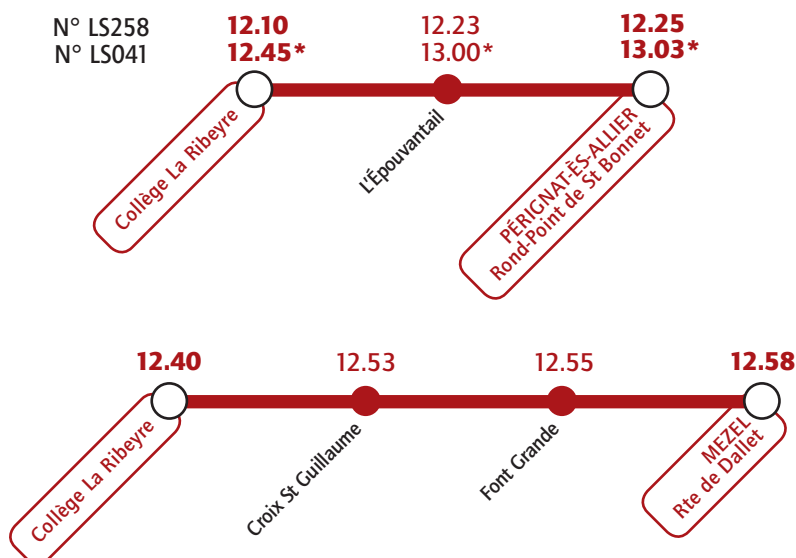 N° LS258 12.10 12.23 12.25
N° LS041 12.45* 13.00* 13.03*
Collège La Ribeyre
L'Épouvantail
PÉRIGNAT-ÈS-ALLIER
Rond-Point de St Bonnet
12.40 12.53 12.55 12.58
Collège La Ribeyre
Croix St Guillaume
Font Grande
MEZEL
Rte de Dallet